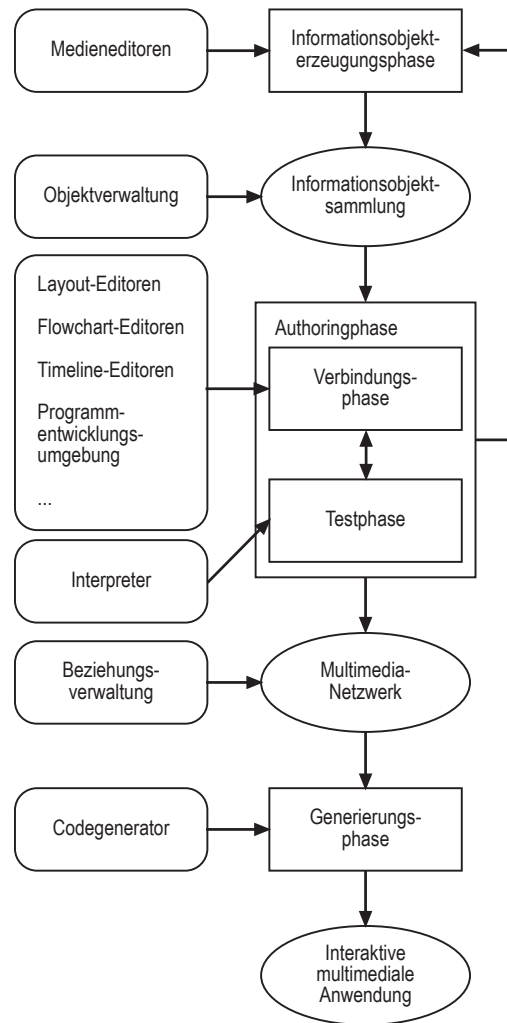 Medieneditoren
Informationsobjekt-
erzeugungsphase
Objektverwaltung
Informationsobjekt-
sammlung
Layout-Editoren
Flowchart-Editoren
Timeline-Editoren
Programm-
entwicklungs-
umgebung
...
Authoringphase
Verbindungs-
phase
Testphase
Interpreter
Beziehungs-
verwaltung
Multimedia-
Netzwerk
Codegenerator
Generierungs-
phase
Interaktive
multimediale
Anwendung